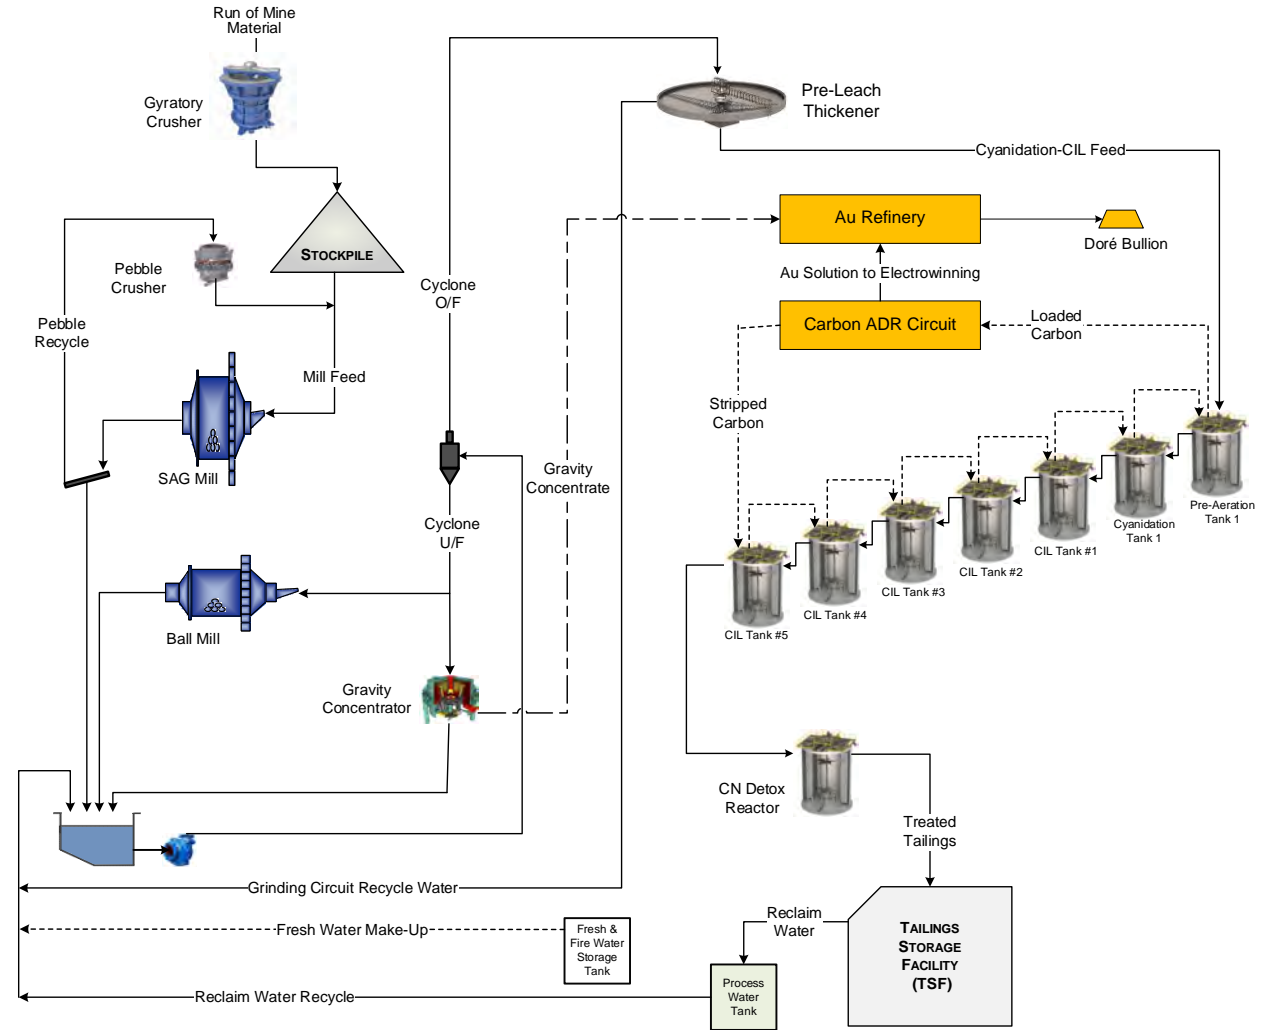 Run of Mine
Material
Gyratory
Crusher
Pre-Leach
Thickener
Cyanidation-CIL Feed
Au Refinery
Doré Bullion
STOCKPILE
Pebble
Crusher
Cyclone
O/F
Au Solution to Electrowinning
Pebble
Recycle
Carbon ADR Circuit
Loaded
Carbon
Mill Feed
Stripped
Carbon
SAG Mill
Gravity
Concentrate
Cyclone
U/F
Pre-Aeration
Tank 1
Cyanidation
Tank 1
CIL Tank #1
CIL Tank #2
CIL Tank #3
CIL Tank #4
CIL Tank #5
Ball Mill
Gravity
Concentrator
CN Detox
Reactor
Treated
Tailings
Grinding Circuit Recycle Water
Fresh Water Make-Up
Fresh &
Fire Water
Storage
Tank
Reclaim
Water
TAILINGS
STORAGE
FACILITY
(TSF)
Process
Water
Tank
Reclaim Water Recycle